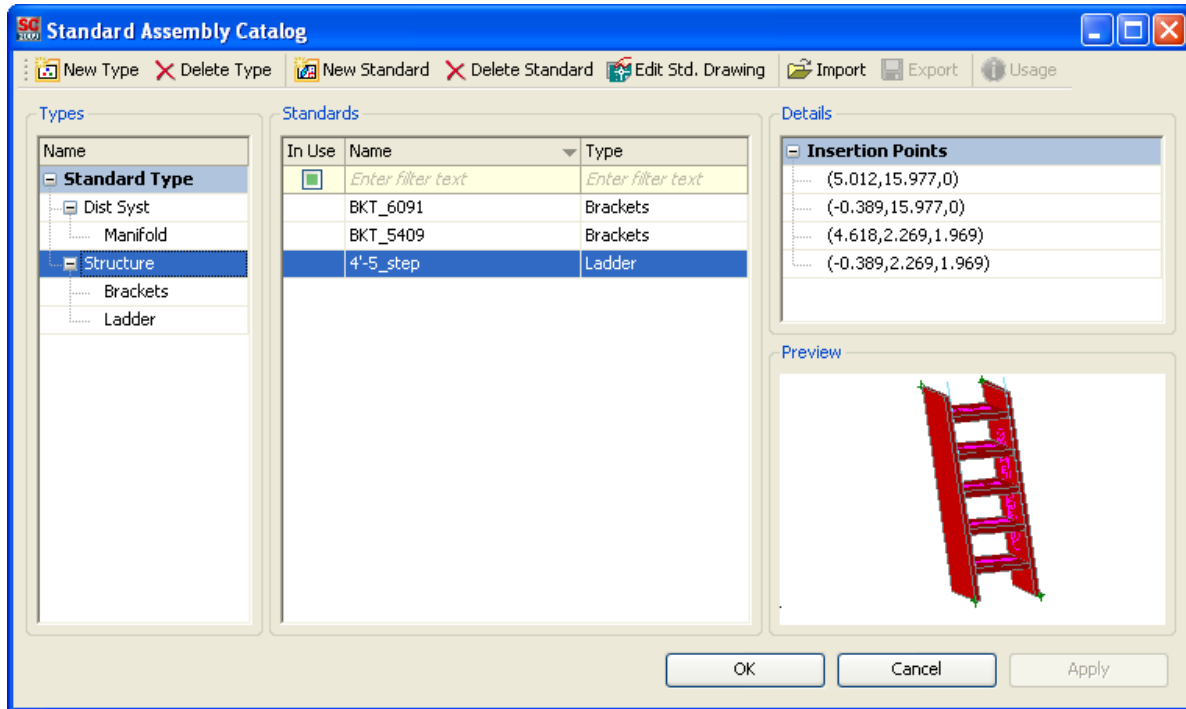 SC 2009 Standard Assembly Catalog
New Type Delete Type New Standard Delete Standard Edit Std. Drawing Import Export Usage
Types
Name
Standard Type
Dist Syst
Manifold
Structure
Brackets
Ladder
Standards
In Use Name Type
Enter filter text Enter filter text
BKT_6091 Brackets
BKT_5409 Brackets
4'-5_step Ladder
Details
Insertion Points
(5.012,15.977,0)
(-0.389,15.977,0)
(4.618,2.269,1.969)
(-0.389,2.269,1.969)
Preview
OK Cancel Apply